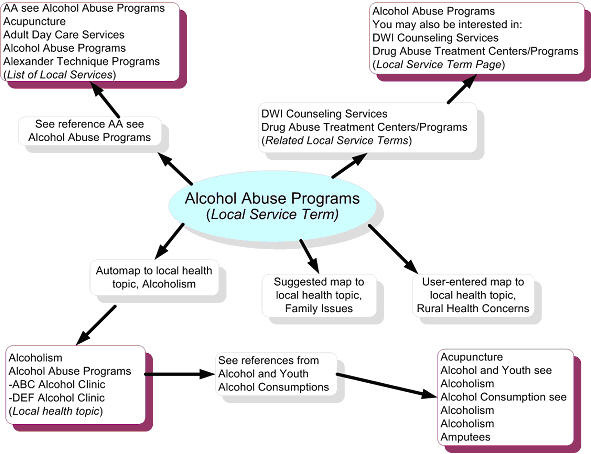 AA see Alcohol Abuse Programs
Acupuncture
Adult Day Care Services
Alcohol Abuse Programs
Alexander Technique Programs
(List of Local Services)
Alcohol Abuse Programs
You may also be interested in:
DWI Counseling Services
Drug Abuse Treatment Centers/Programs
(Local Service Term Page)
See reference AA see
Alcohol Abuse Programs
DWI Counseling Services
Drug Abuse Treatment Centers/Programs
(Related Local Service Terms)
Alcohol Abuse Programs
(Local Service Term)
Automap to local health
topic, Alcoholism
Suggested map to
local health topic,
Family Issues
User-entered map to
local health topic,
Rural Health Concerns
Alcoholism
Alcohol Abuse Programs
-ABC Alcohol Clinic
-DEF Alcohol Clinic
(Local health topic)
See references from
Alcohol and Youth
Alcohol Consumptions
Acupuncture
Alcohol and Youth see
Alcoholism
Alcohol Consumption see
Alcoholism
Alcoholism
Amputees